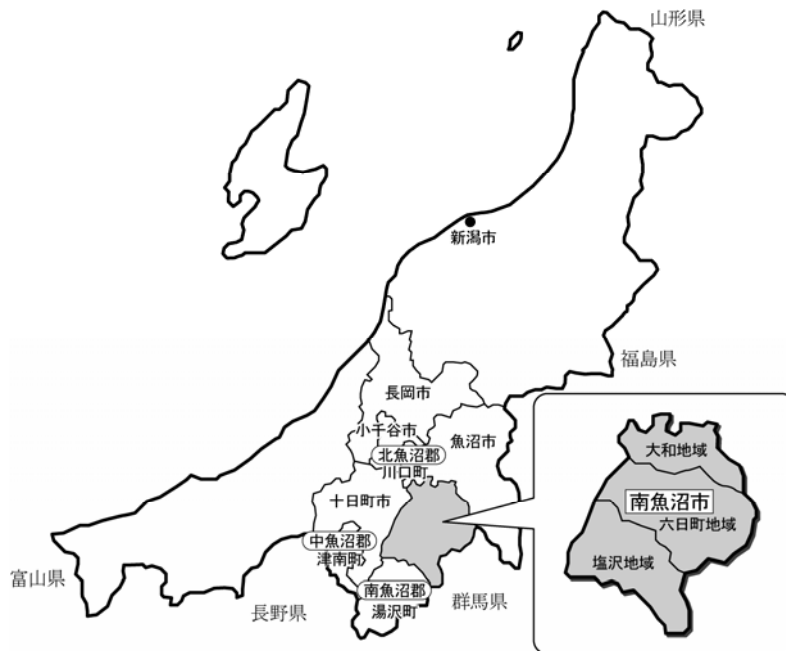 山形県
新潟市
福島県
長岡市
小千谷市
魚沼市
北魚沼郡
川口町
十日町市
中魚沼郡
津南町
南魚沼郡
湯沢町
富山県
長野県
群馬県
大和地域
南魚沼市
六日町地域
塩沢地域